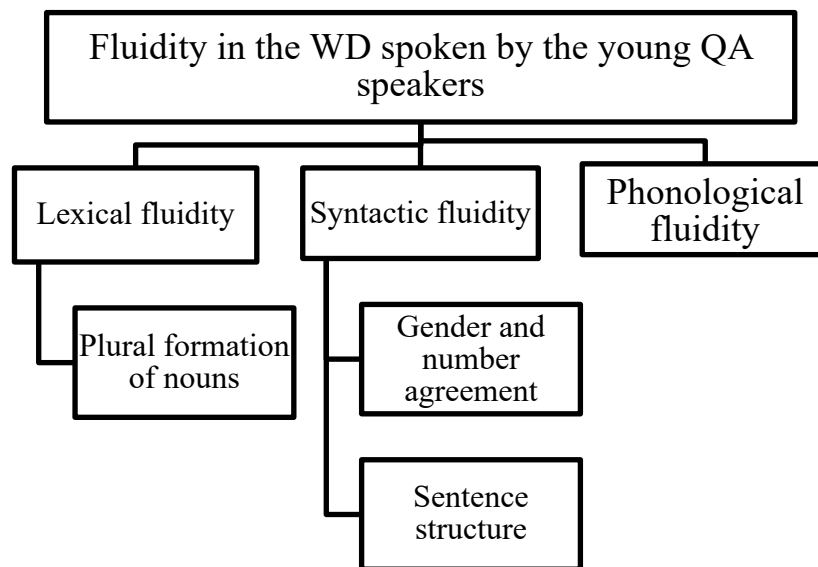 Fluidity in the WD spoken by the young QA
speakers
Lexical fluidity
Syntactic fluidity
Phonological
fluidity
Plural formation
of nouns
Gender and
number
agreement
Sentence
structure